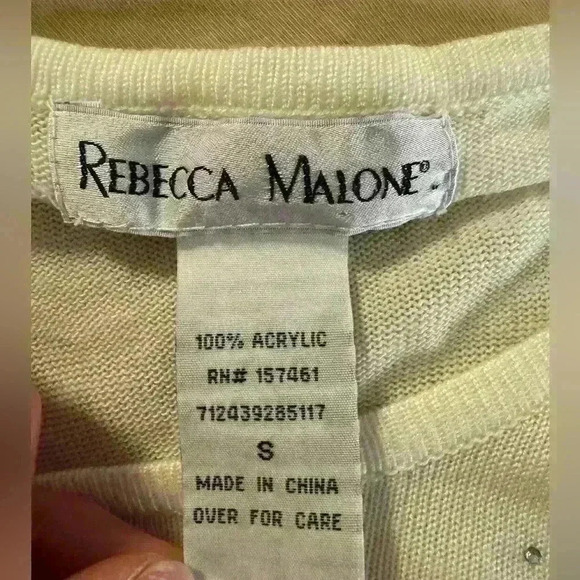 REBECCA MALONE®
100% ACRYLIC
RN# 157461
712439285117
S
MADE IN CHINA
OVER FOR CARE